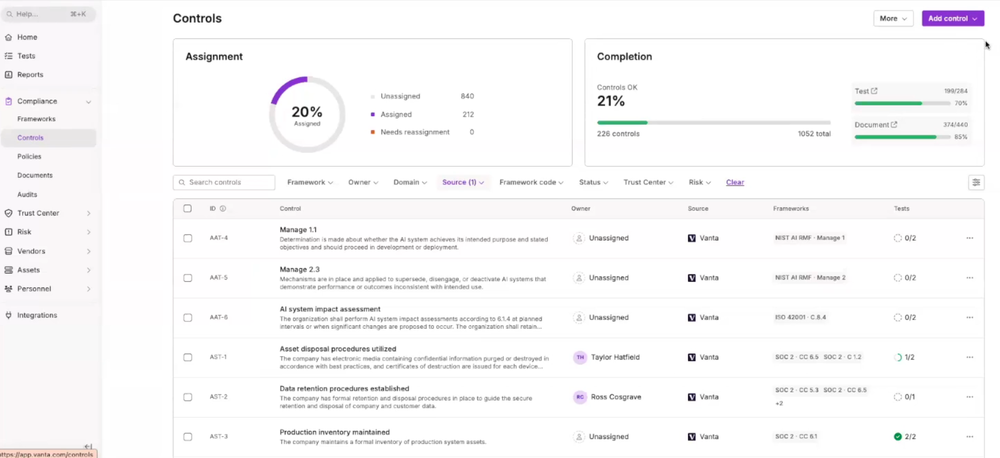 Help... ⌘+K
Home
Tests
Reports
Compliance
Frameworks
Controls
Policies
Documents
Audits
Trust Center
Risk
Vendors
Assets
Personnel
Integrations
https://app.vanta.com/controls
Controls
More
Add control
Assignment
20%
Assigned
Unassigned 840
Assigned 212
Needs reassignment 0
Completion
Controls OK
21%
226 controls 1052 total
Test 199/284
70%
Document 374/440
85%
Search controls Framework Owner Domain Source (1) Framework code Status Trust Center Risk Clear
ID Control Owner Source Frameworks Tests
AAT-4
Manage 1.1
Determination is made about whether the AI system achieves its intended purpose and stated
objectives and should proceed in development or deployment.
Unassigned V Vanta NIST AI RMF · Manage 1 0/2 ...
AAT-5
Manage 2.3
Mechanisms are in place and applied to supersede, disengage, or deactivate AI systems that
demonstrate performance or outcomes inconsistent with intended use.
Unassigned V Vanta NIST AI RMF · Manage 2 0/2 ...
AAT-6
AI system impact assessment
The organization shall perform AI system impact assessments according to 6.1.4 at planned
intervals or when significant changes are proposed to occur. The organization shall retain...
Unassigned V Vanta ISO 42001 · C.8.4 0/2 ...
AST-1
Asset disposal procedures utilized
The company has electronic media containing confidential information purged or destroyed in
accordance with best practices, and certificates of destruction are issued for each device...
TH Taylor Hatfield V Vanta SOC 2 · CC 6.5 SOC 2 · C 1.2 1/2 ...
AST-2
Data retention procedures established
The company has formal retention and disposal procedures in place to guide the secure
retention and disposal of company and customer data.
RC Ross Cosgrave V Vanta SOC 2 · CC 5.3 SOC 2 · CC 6.5
+2
0/1 ...
AST-3
Production inventory maintained
The company maintains a formal inventory of production system assets.
Unassigned V Vanta SOC 2 · CC 6.1 2/2 ...